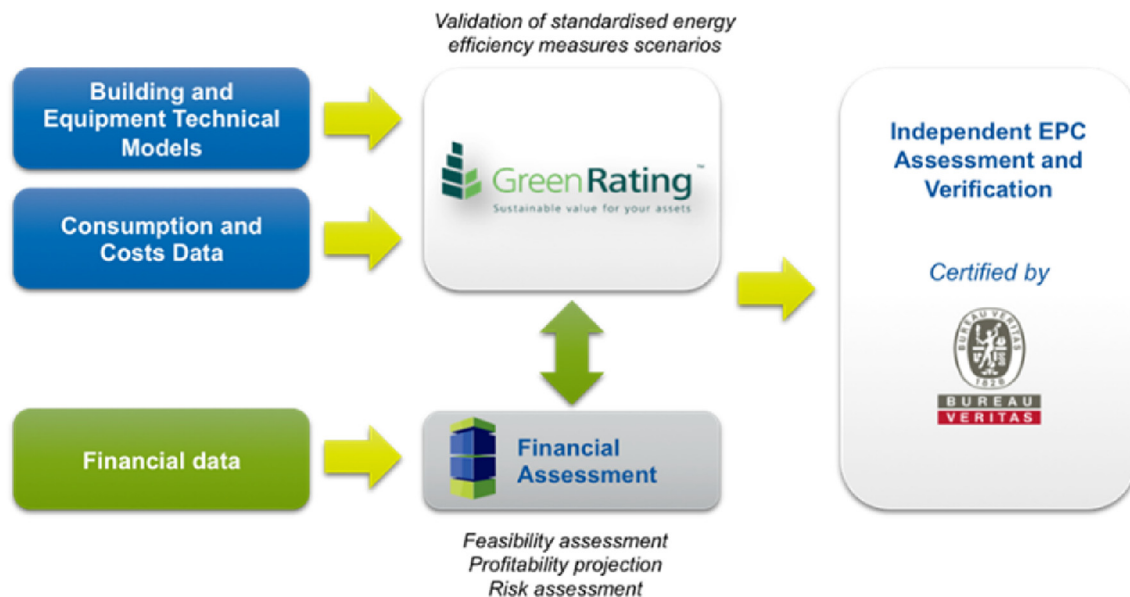 Validation of standardised energy
efficiency measures scenarios
Building and
Equipment Technical
Models
Consumption and
Costs Data
GreenRating™
Sustainable value for your assets
Independent EPC
Assessment and
Verification
Certified by
BUREAU VERITAS
1828
BUREAU
VERITAS
Financial data
Financial
Assessment
Feasibility assessment
Profitability projection
Risk assessment